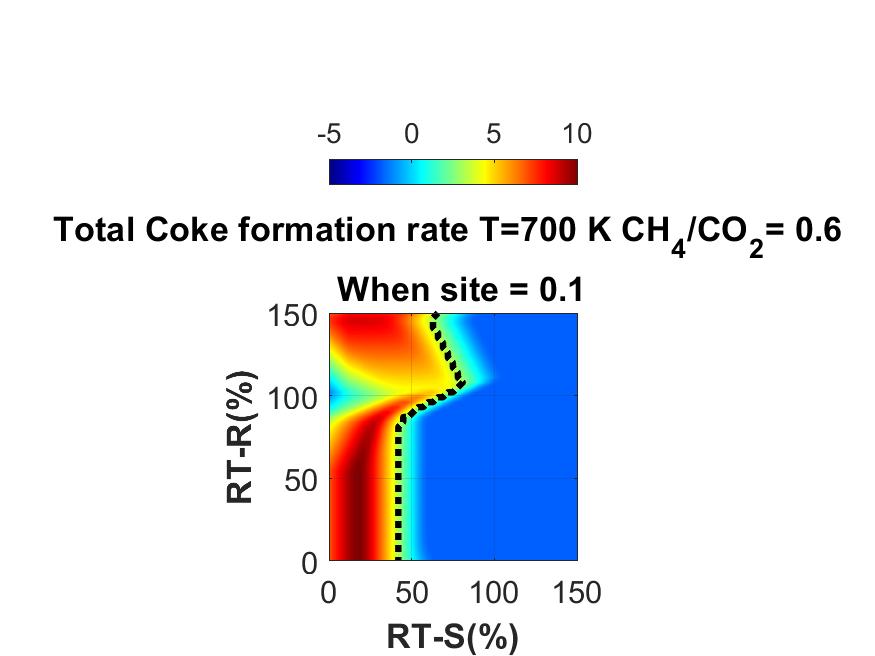 -5 0 5 10
Total Coke formation rate T=700 K CH4/CO2= 0.6
When site = 0.1
150
100
50
0
RT-R(%)
0 50 100 150
RT-S(%)